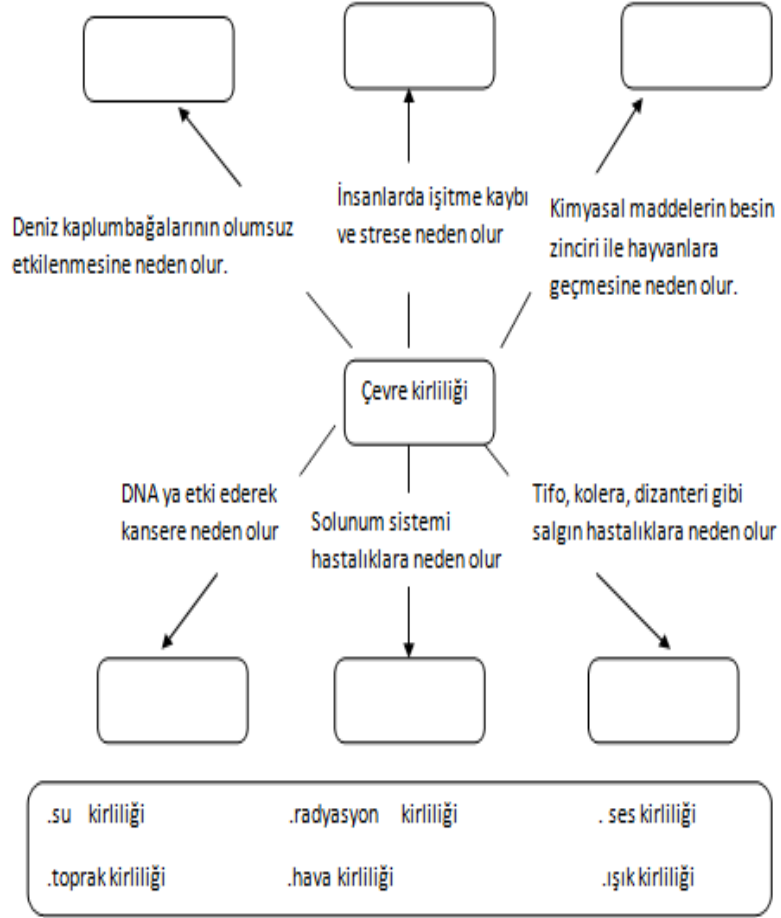 Deniz kaplumbağalarının olumsuz
etkilenmesine neden olur.
İnsanlarda işitme kaybı
ve strese neden olur
Kimyasal maddelerin besin
zinciri ile hayvanlara
geçmesine neden olur.
Çevre kirliliği
DNA ya etki ederek
kansere neden olur
Solunum sistemi
hastalıklara neden olur
Tifo, kolera, dizanteri gibi
salgın hastalıklara neden olur
.su kirliliği .radyasyon kirliliği . ses kirliliği
.toprak kirliliği .hava kirliliği .ışık kirliliği